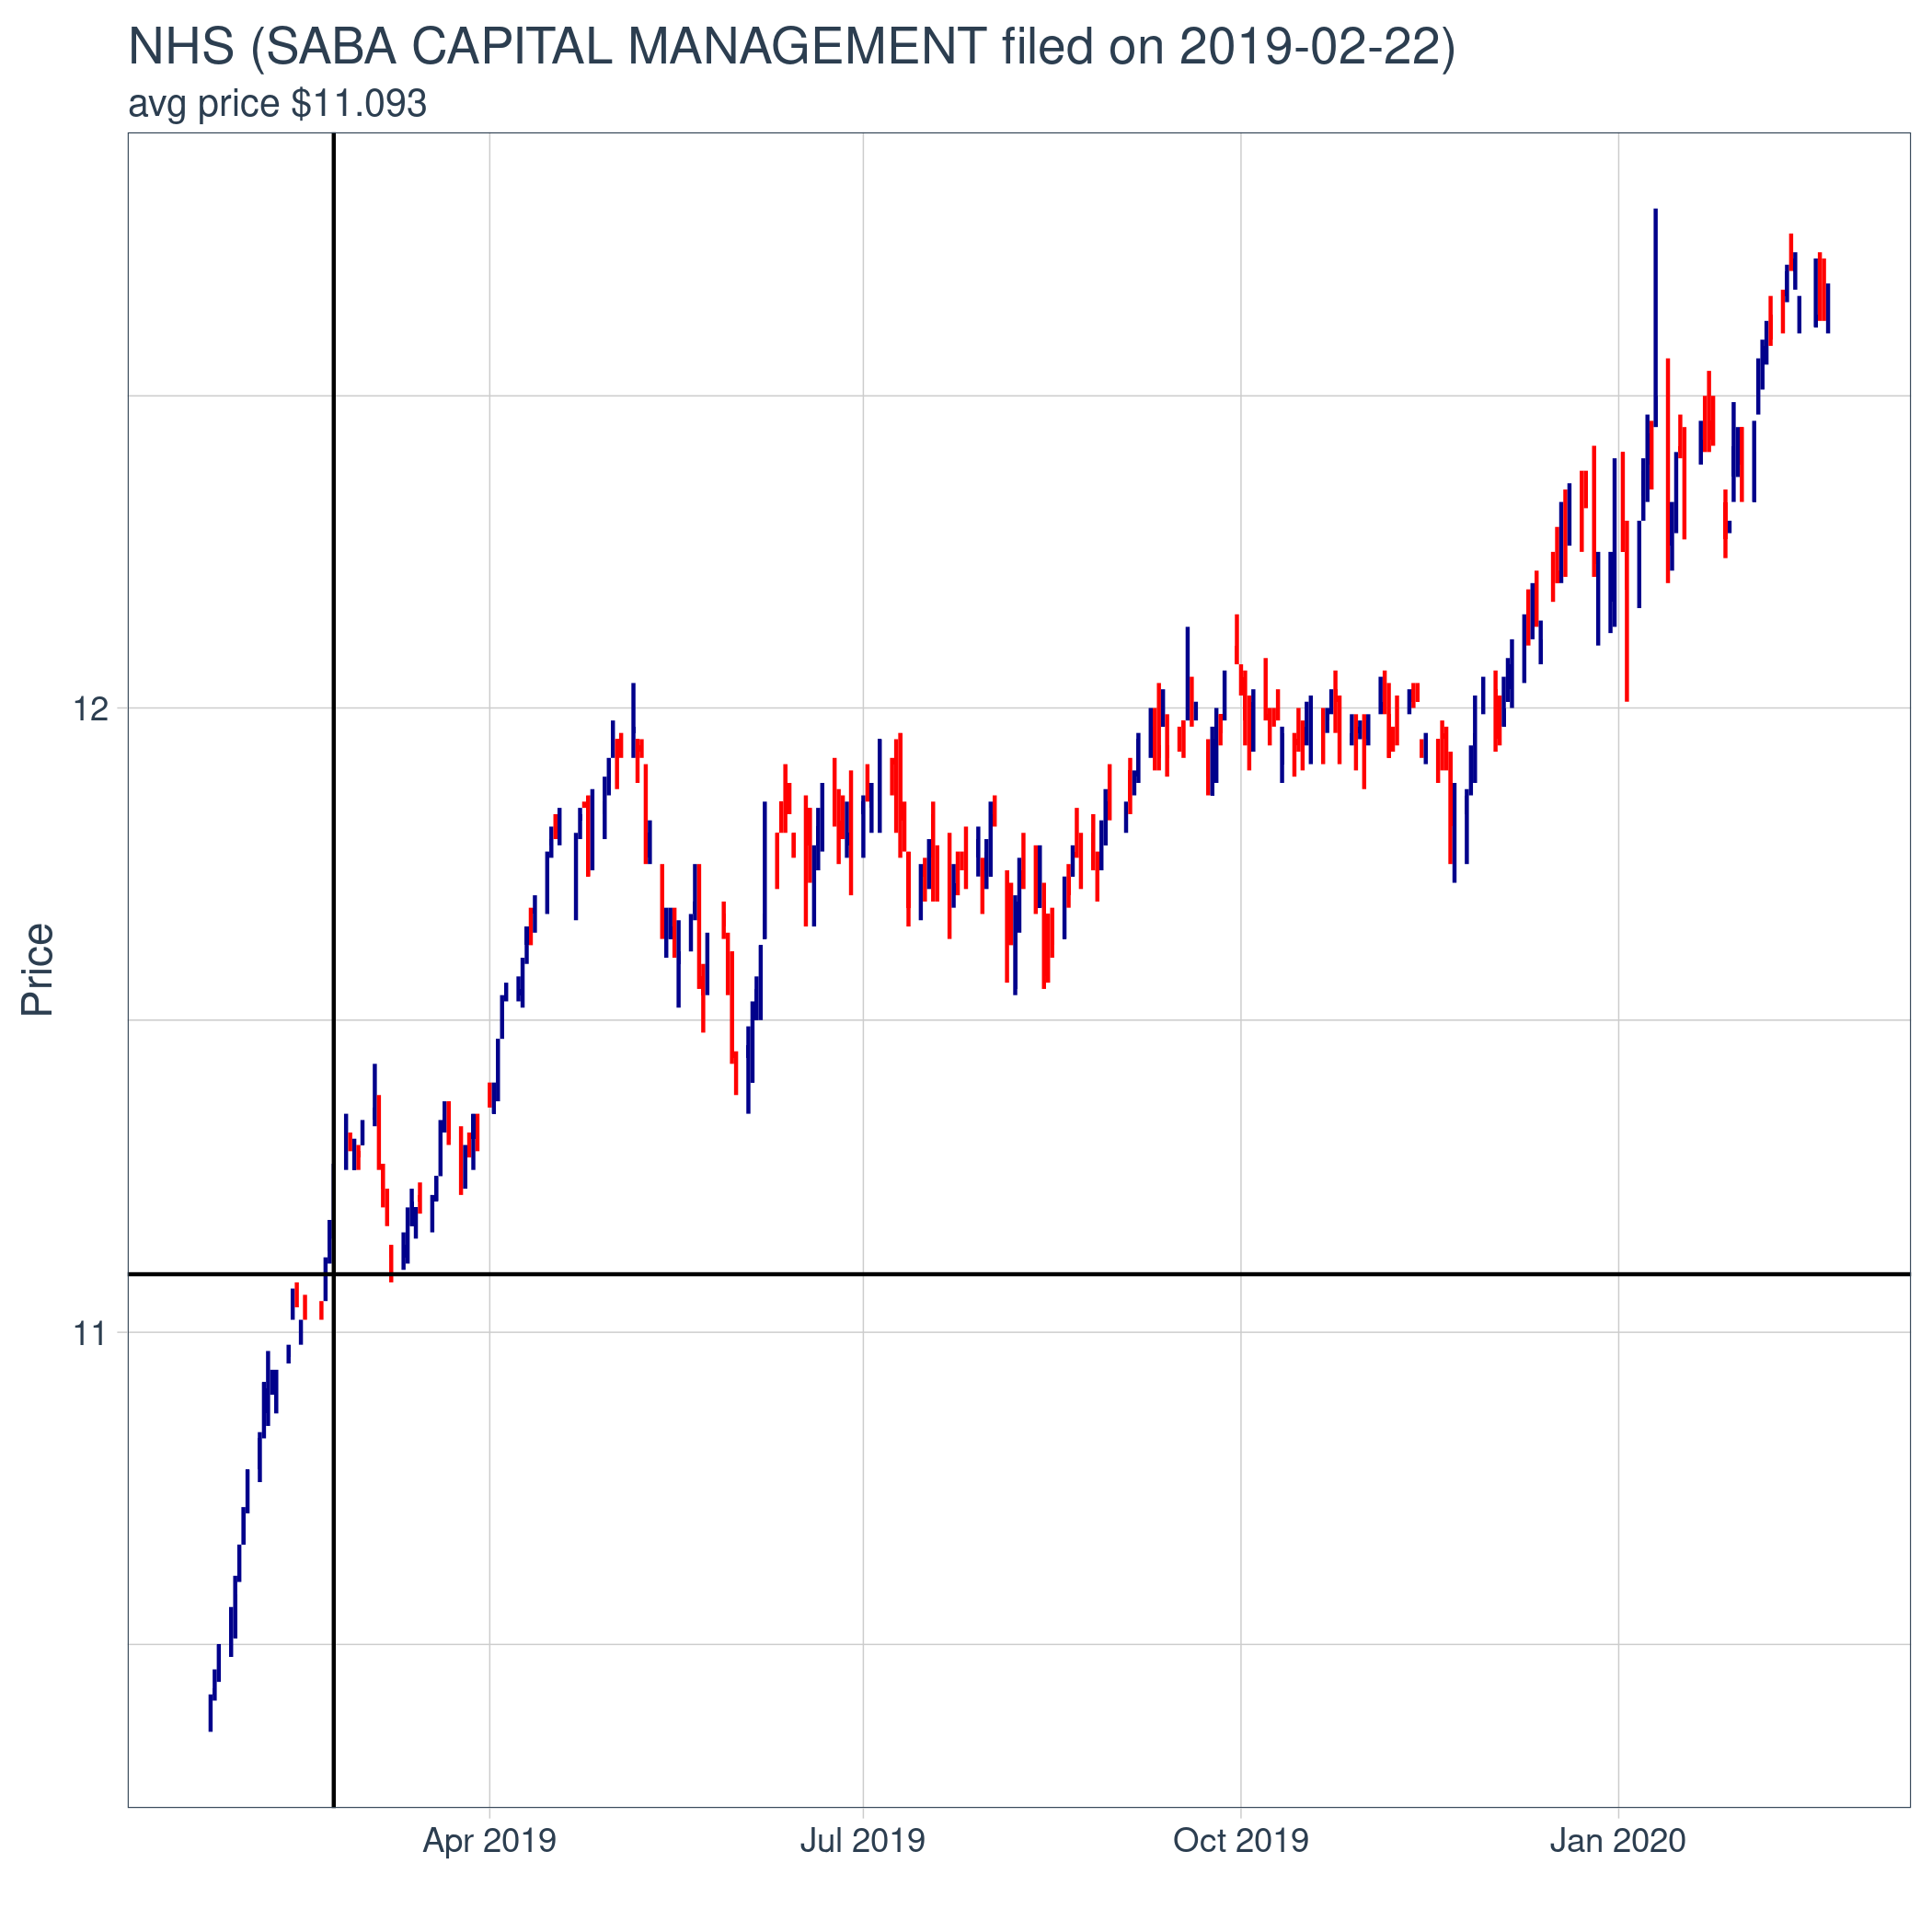 NHS (SABA CAPITAL MANAGEMENT filed on 2019-02-22)
avg price $11.093
Price
12
11
Apr 2019
Jul 2019
Oct 2019
Jan 2020